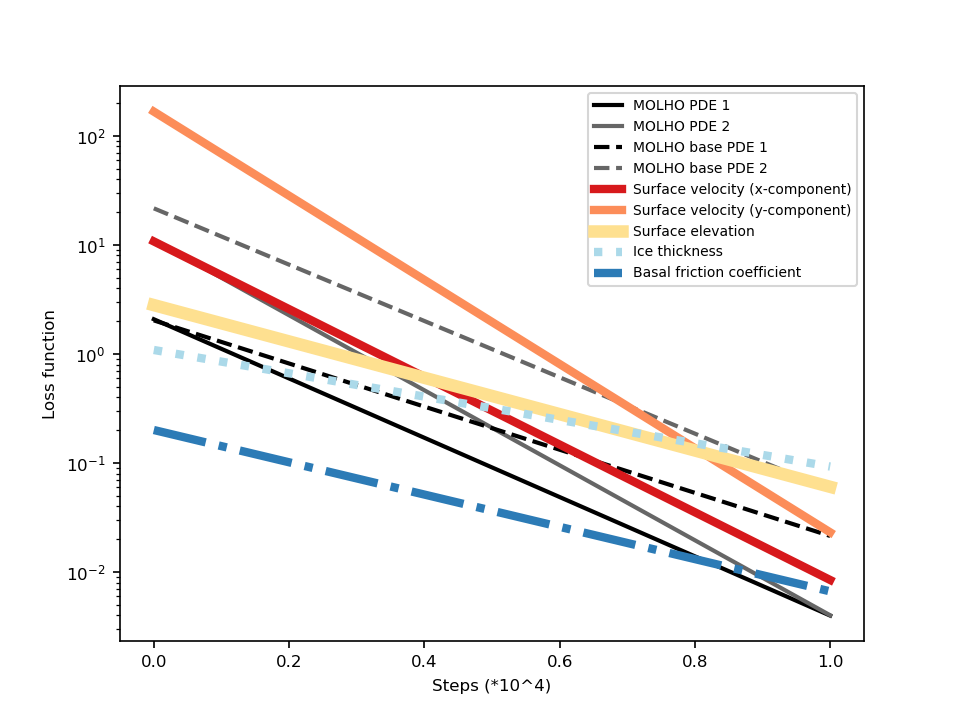 MOLHO PDE 1
MOLHO PDE 2
MOLHO base PDE 1
MOLHO base PDE 2
Surface velocity (x-component)
Surface velocity (y-component)
Surface elevation
Ice thickness
Basal friction coefficient
Loss function
10^2
10^1
10^0
10^−1
10^−2
0.0 0.2 0.4 0.6 0.8 1.0
Steps (*10^4)